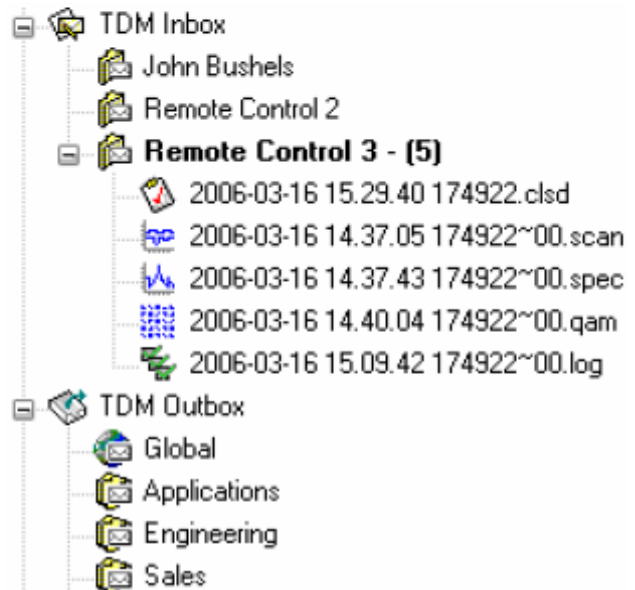 TDM Inbox
John Bushels
Remote Control 2
Remote Control 3 - (5)
2006-03-16 15.29.40 174922.clsd
2006-03-16 14.37.05 174922~00.scan
2006-03-16 14.37.43 174922~00.spec
2006-03-16 14.40.04 174922~00.qam
2006-03-16 15.09.42 174922~00.log
TDM Outbox
Global
Applications
Engineering
Sales